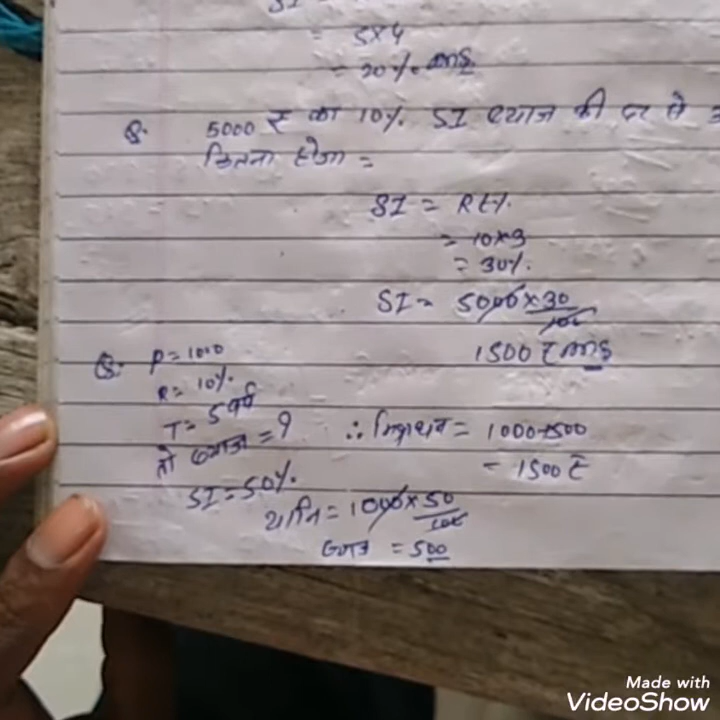 = 5×4
= 20% ans
Q. 5000 ₹ का 10% SI ब्याज की दर से
कितना होगा =
SI = Rt%
= 10×3
= 30%
SI = 5000×30/100
1500 ₹ ans
Q. P = 1000
R = 10%
T = 5 वर्ष
तो ब्याज = ?
SI = 50%
= 1000×50/100
ब्याज = 500
∴ मिश्रधन = 1000+500
= 1500 ₹
Made with
VideoShow